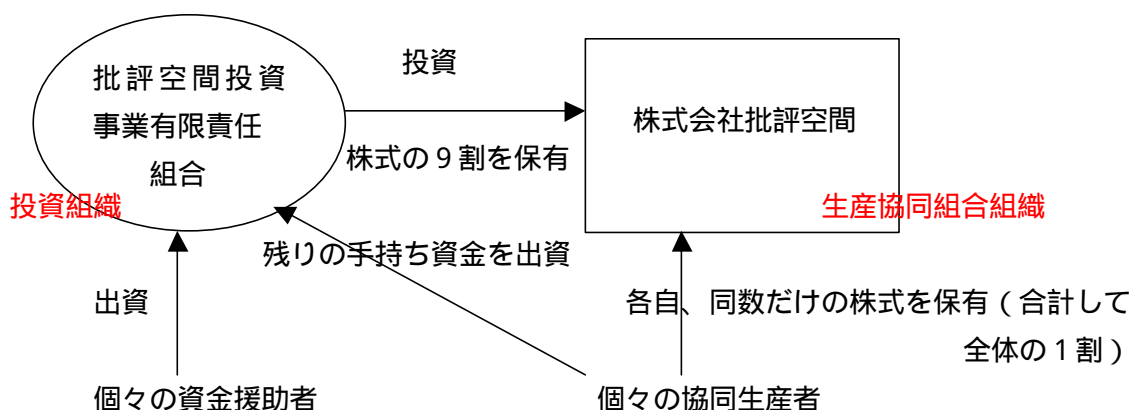 投資
批評空間投資
事業有限責任
組合
株式会社批評空間
株式の9割を保有
投資組織
生産協同組合組織
残りの手持ち資金を出資
出資
各自、同数だけの株式を保有(合計して
全体の1割)
個々の資金援助者
個々の協同生産者